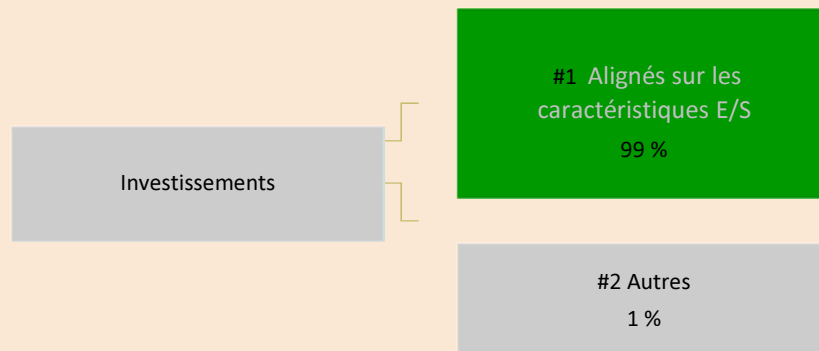 #1 Alignés sur les
caractéristiques E/S
99 %
Investissements
#2 Autres
1 %